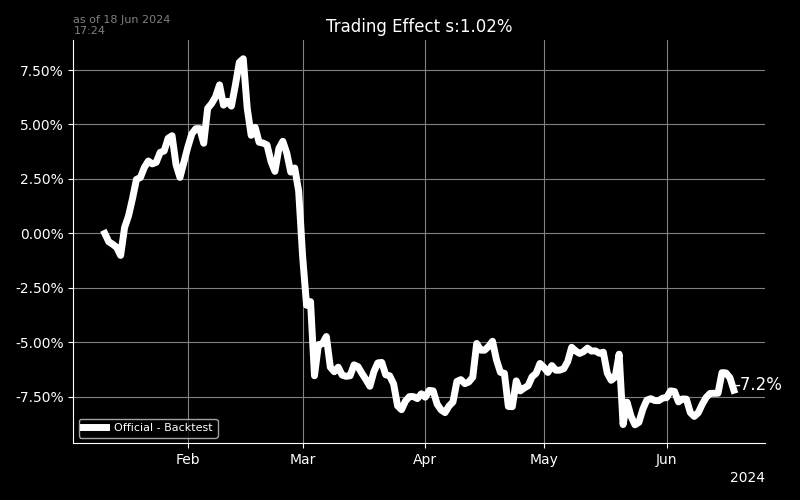 as of 18 Jun 2024
17:24
Trading Effect s:1.02%
7.50%
5.00%
2.50%
0.00%
-2.50%
-5.00%
-7.50%
-7.2%
Official - Backtest
Feb Mar Apr May Jun
2024